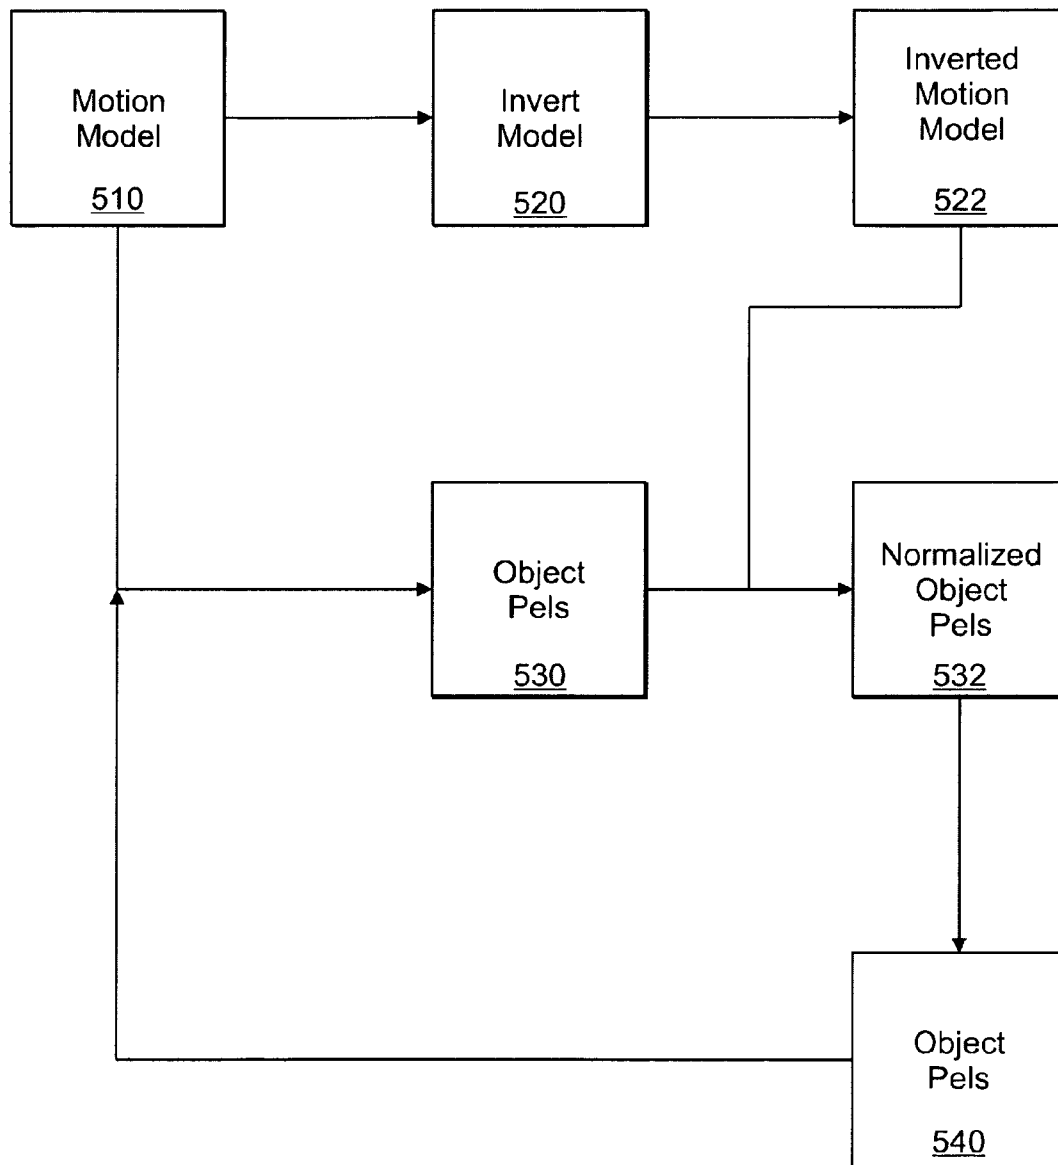 Motion
Model
510
Invert
Model
520
Inverted
Motion
Model
522
Object
Pels
530
Normalized
Object
Pels
532
Object
Pels
540